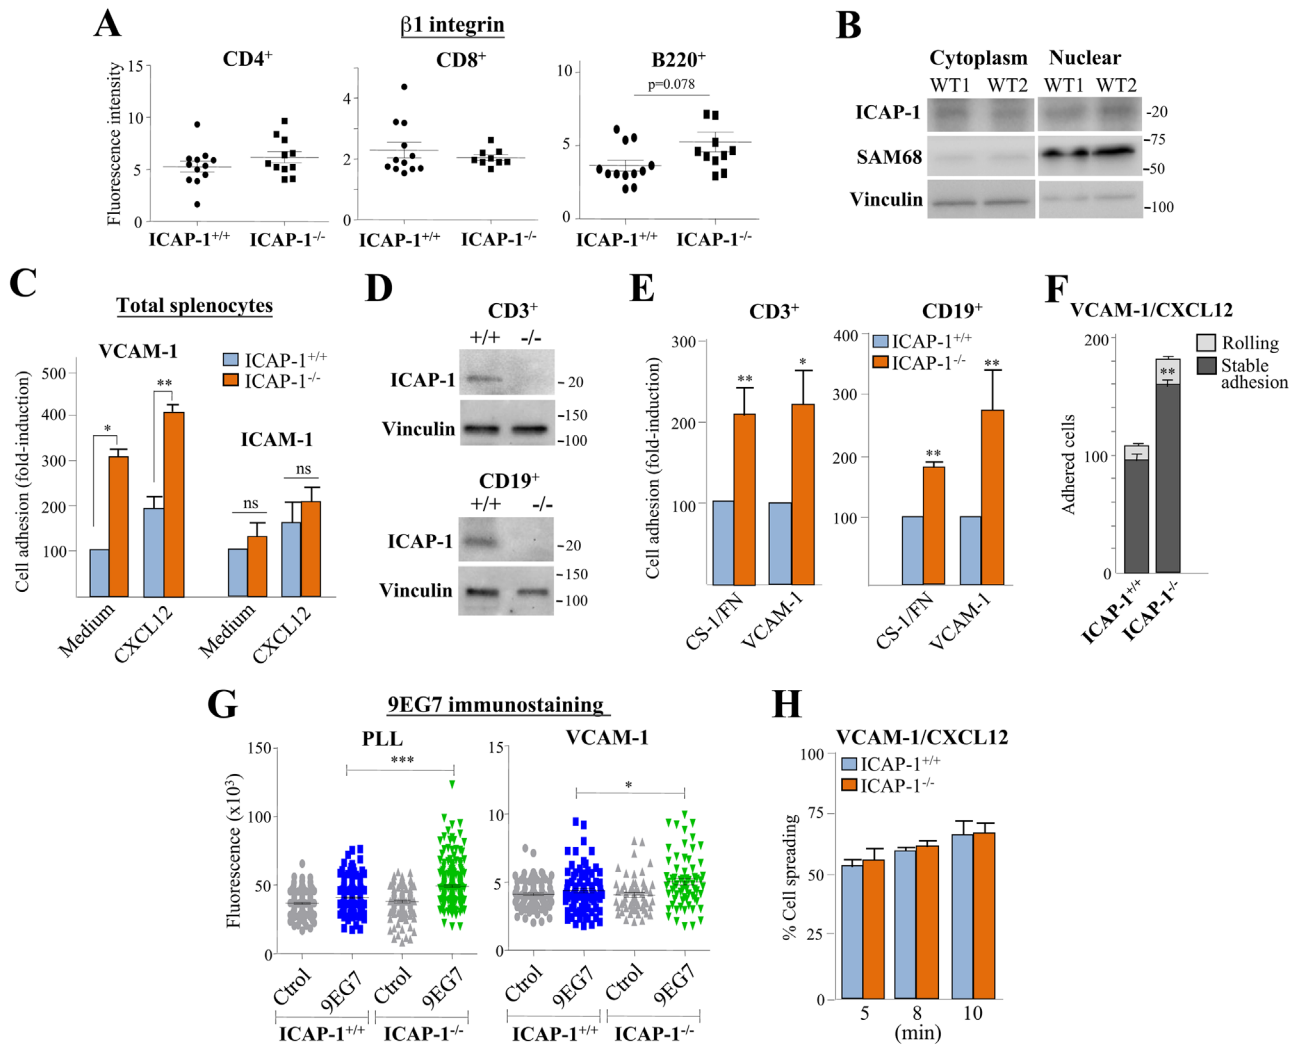 A
β1 integrin
CD4+
CD8+
B220+
Fluorescence intensity
15
10
5
0
4
2
0
10
5
0
p=0.078
ICAP-1+/+
ICAP-1-/-
ICAP-1+/+
ICAP-1-/-
ICAP-1+/+
ICAP-1-/-
B
Cytoplasm Nuclear
WT1 WT2 WT1 WT2
ICAP-1
-20
SAM68
-75
-50
Vinculin
-100
C
Total splenocytes
VCAM-1
ICAP-1+/+
ICAP-1-/-
ICAM-1
Cell adhesion (fold-induction)
500
400
300
200
100
*
**
ns
ns
Medium
CXCL12
Medium
CXCL12
D
CD3+
+/+ -/-
ICAP-1
- 20
Vinculin
-150
-100
CD19+
+/+ -/-
ICAP-1
- 20
Vinculin
-150
-100
E
CD3+
CD19+
ICAP-1+/+
ICAP-1-/-
Cell adhesion (fold-induction)
300
200
100
**
*
400
300
200
100
**
**
CS-1/FN
VCAM-1
CS-1/FN
VCAM-1
F
VCAM-1/CXCL12
Rolling
Stable
adhesion
Adhered cells
200
100
0
**
ICAP-1+/+
ICAP-1-/-
G
9EG7 immunostaining
PLL
VCAM-1
Fluorescence (x10³)
150
100
50
0
***
15
10
5
0
*
Ctrol
9EG7
Ctrol
9EG7
Ctrol
9EG7
Ctrol
9EG7
ICAP-1+/+
ICAP-1-/-
ICAP-1+/+
ICAP-1-/-
H
VCAM-1/CXCL12
ICAP-1+/+
ICAP-1-/-
% Cell spreading
100
75
50
25
0
5 8 10
(min)